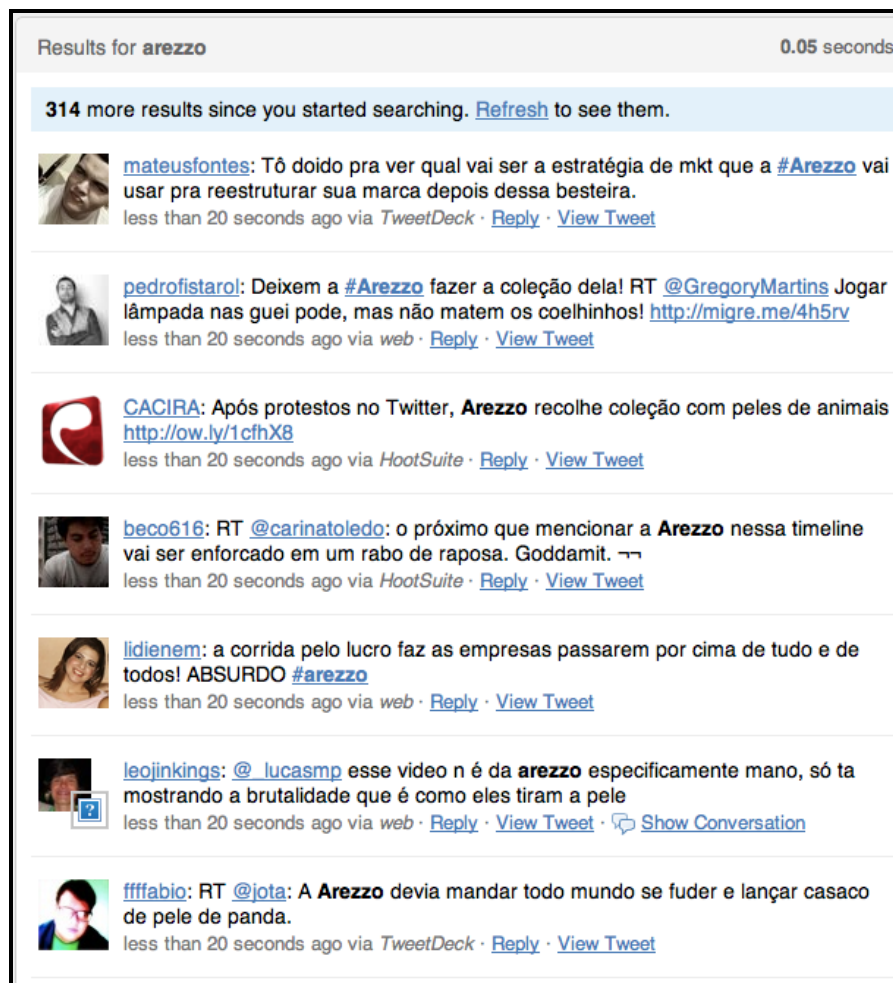 Results for arezzo 0.05 seconds
314 more results since you started searching. Refresh to see them.
mateusfontes: Tô doido pra ver qual vai ser a estratégia de mkt que a #Arezzo vai
usar pra reestruturar sua marca depois dessa besteira.
less than 20 seconds ago via TweetDeck · Reply · View Tweet
pedrofistarol: Deixem a #Arezzo fazer a coleção dela! RT @GregoryMartins Jogar
lâmpada nas guei pode, mas não matem os coelhinhos! http://migre.me/4h5rv
less than 20 seconds ago via web · Reply · View Tweet
CACIRA: Após protestos no Twitter, Arezzo recolhe coleção com peles de animais
http://ow.ly/1cfhX8
less than 20 seconds ago via HootSuite · Reply · View Tweet
beco616: RT @carinatoledo: o próximo que mencionar a Arezzo nessa timeline
vai ser enforcado em um rabo de raposa. Goddamit. ¬¬
less than 20 seconds ago via HootSuite · Reply · View Tweet
lidienem: a corrida pelo lucro faz as empresas passarem por cima de tudo e de
todos! ABSURDO #arezzo
less than 20 seconds ago via web · Reply · View Tweet
leojinkings: @_lucasmp esse video n é da arezzo especificamente mano, só ta
mostrando a brutalidade que é como eles tiram a pele
less than 20 seconds ago via web · Reply · View Tweet · Show Conversation
ffffabio: RT @jota: A Arezzo devia mandar todo mundo se fuder e lançar casaco
de pele de panda.
less than 20 seconds ago via TweetDeck · Reply · View Tweet